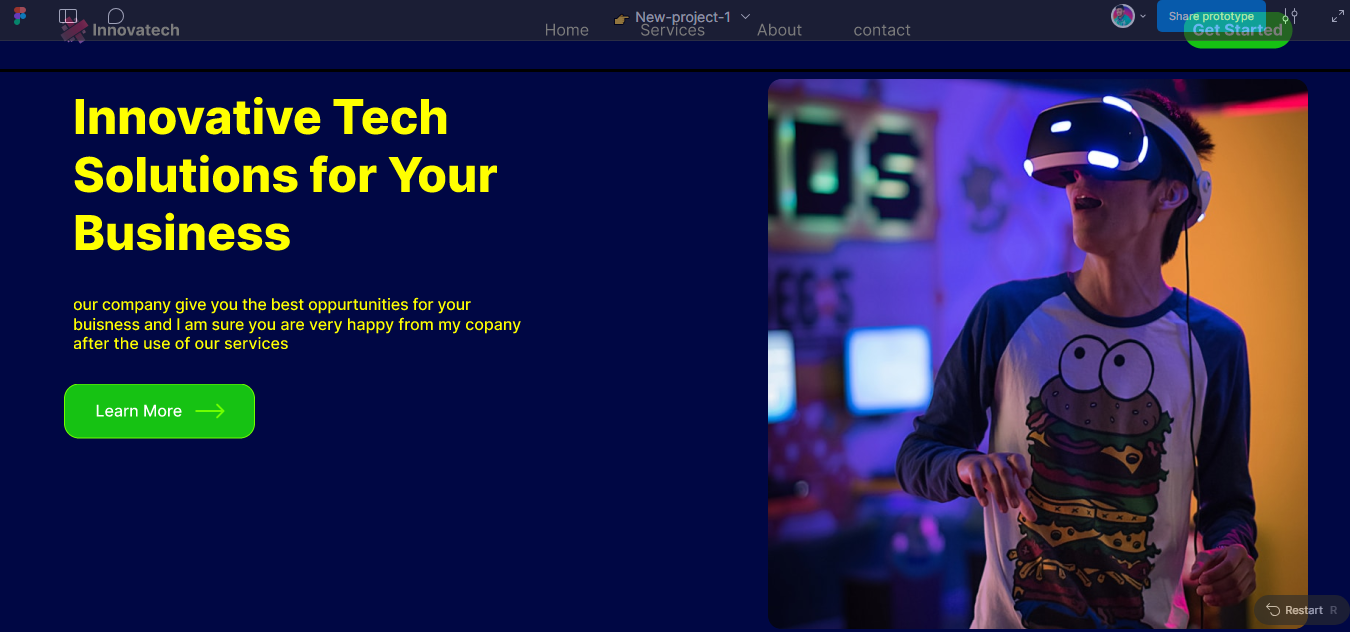 New-project-1
Share prototype
Innovatech
Home
Services
About
contact
Get Started
Innovative Tech
Solutions for Your
Business
our company give you the best oppurtunities for your
buisness and I am sure you are very happy from my copany
after the use of our services
Learn More
Restart R